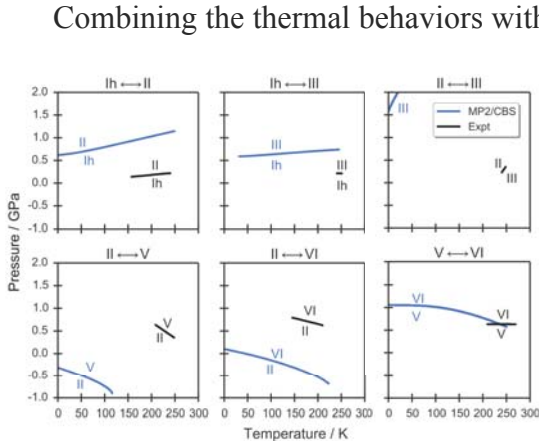 Combining the thermal behaviors with
Ih ⟷ II
Ih ⟷ III
II ⟷ III
2.0
1.5
1.0
0.5
0.0
-0.5
-1.0
II
Ih
II
Ih
III
Ih
III
Ih
III
MP2/CBS
Expt
II
III
Pressure / GPa
II ⟷ V
II ⟷ VI
V ⟷ VI
2.0
1.5
1.0
0.5
0.0
-0.5
-1.0
V
II
V
II
VI
II
VI
II
VI
V
VI
V
0 50 100 150 200 250 300
0 50 100 150 200 250 300
0 50 100 150 200 250 300
Temperature / K